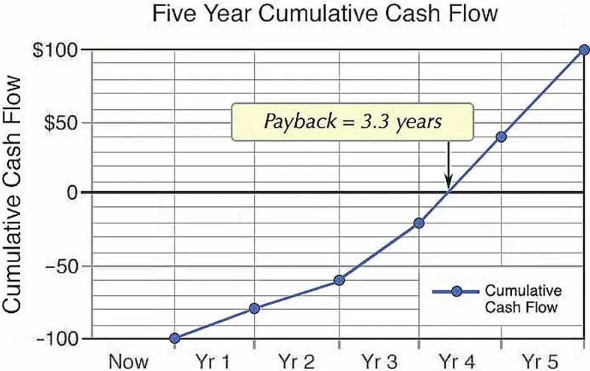 Five Year Cumulative Cash Flow
Cumulative Cash Flow
$100
$50
0
-50
-100
Payback = 3.3 years
Cumulative
Cash Flow
Now Yr 1 Yr 2 Yr 3 Yr 4 Yr 5